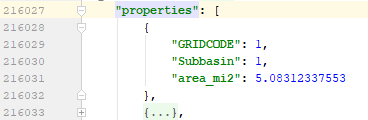 216027 "properties": [
216028 {
216029 "GRIDCODE": 1,
216030 "Subbasin": 1,
216031 "area_mi2": 5.08312337553
216032 },
216033 {...},